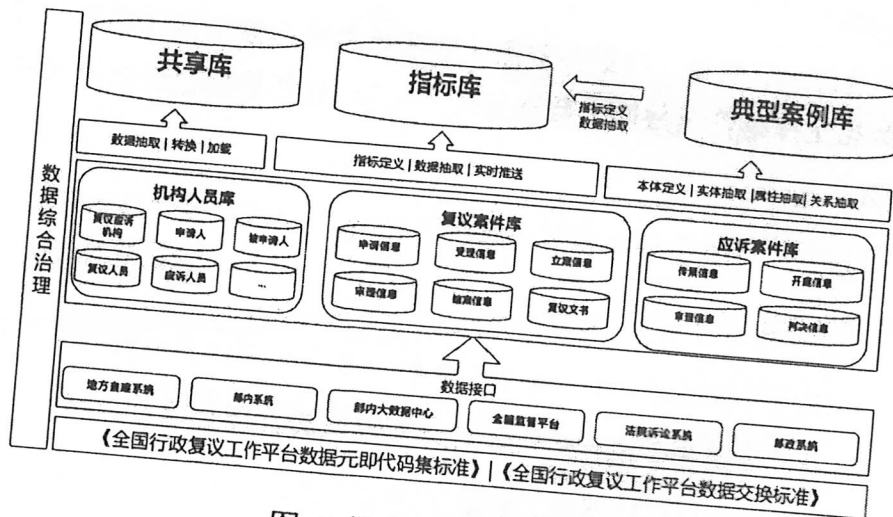 共享库
指标库
典型案例库
指标定义
数据抽取
数据抽取 | 转换 | 加载
指标定义 | 数据抽取 | 实时推送
本体定义 | 实体抽取 | 属性抽取 | 关系抽取
数据综合治理
机构人员库
复议应诉
机构
申请人
被申请人
复议人员
应诉人员
...
复议案件库
申请信息
受理信息
立案信息
审理信息
结案信息
复议文书
应诉案件库
传票信息
开庭信息
审理信息
判决信息
数据接口
地方自建系统
部内系统
部内大数据中心
全国监督平台
法院诉讼系统
邮政系统
《全国行政复议工作平台数据元即代码集标准》 | 《全国行政复议工作平台数据交换标准》